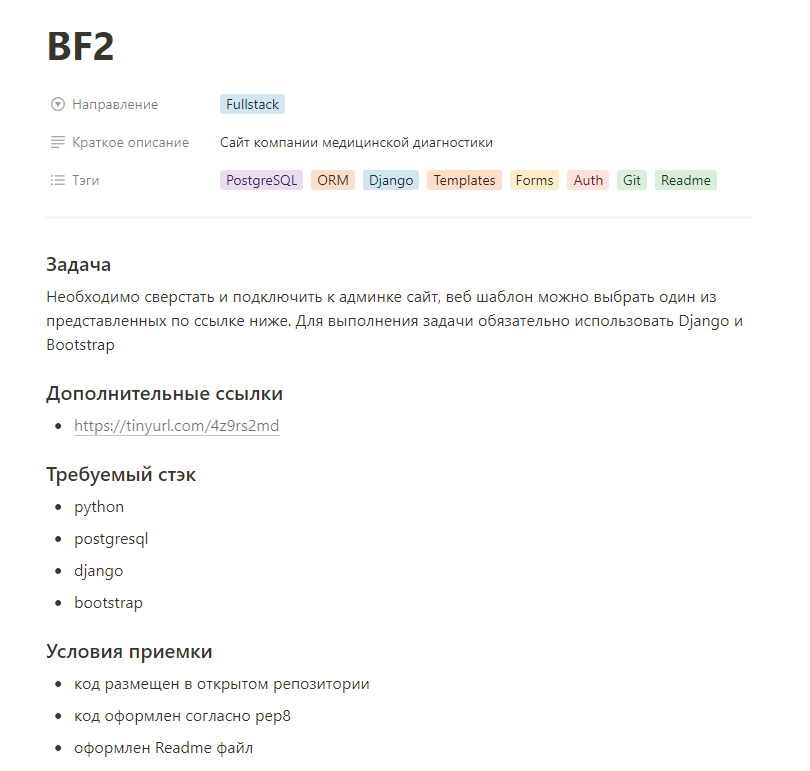 BF2
Направление Fullstack
Краткое описание Сайт компании медицинской диагностики
Тэги PostgreSQL ORM Django Templates Forms Auth Git Readme
Задача
Необходимо сверстать и подключить к админке сайт, веб шаблон можно выбрать один из
представленных по ссылке ниже. Для выполнения задачи обязательно использовать Django и
Bootstrap
Дополнительные ссылки
https://tinyurl.com/4z9rs2md
Требуемый стэк
python
postgresql
django
bootstrap
Условия приемки
код размещен в открытом репозитории
код оформлен согласно pep8
оформлен Readme файл